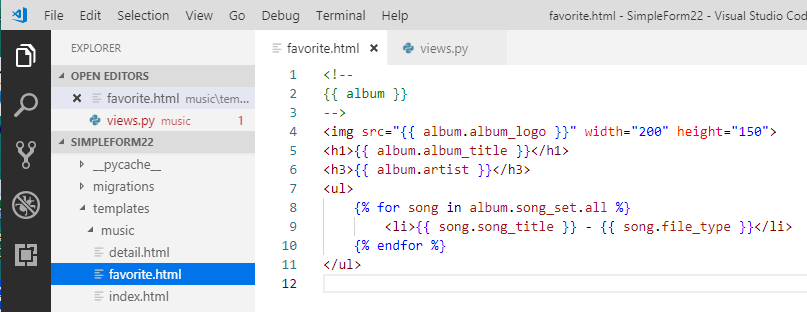 File Edit Selection View Go Debug Terminal Help favorite.html - SimpleForm22 - Visual Studio Cod
EXPLORER
OPEN EDITORS
favorite.html music\tem...
views.py music 1
SIMPLEFORM22
__pycache__
migrations
templates
music
detail.html
favorite.html
index.html
favorite.html views.py
1 <!--
2 {{ album }}
3 -->
4 <img src="{{ album.album_logo }}" width="200" height="150">
5 <h1>{{ album.album_title }}</h1>
6 <h3>{{ album.artist }}</h3>
7 <ul>
8 {% for song in album.song_set.all %}
9 <li>{{ song.song_title }} - {{ song.file_type }}</li>
10 {% endfor %}
11 </ul>
12